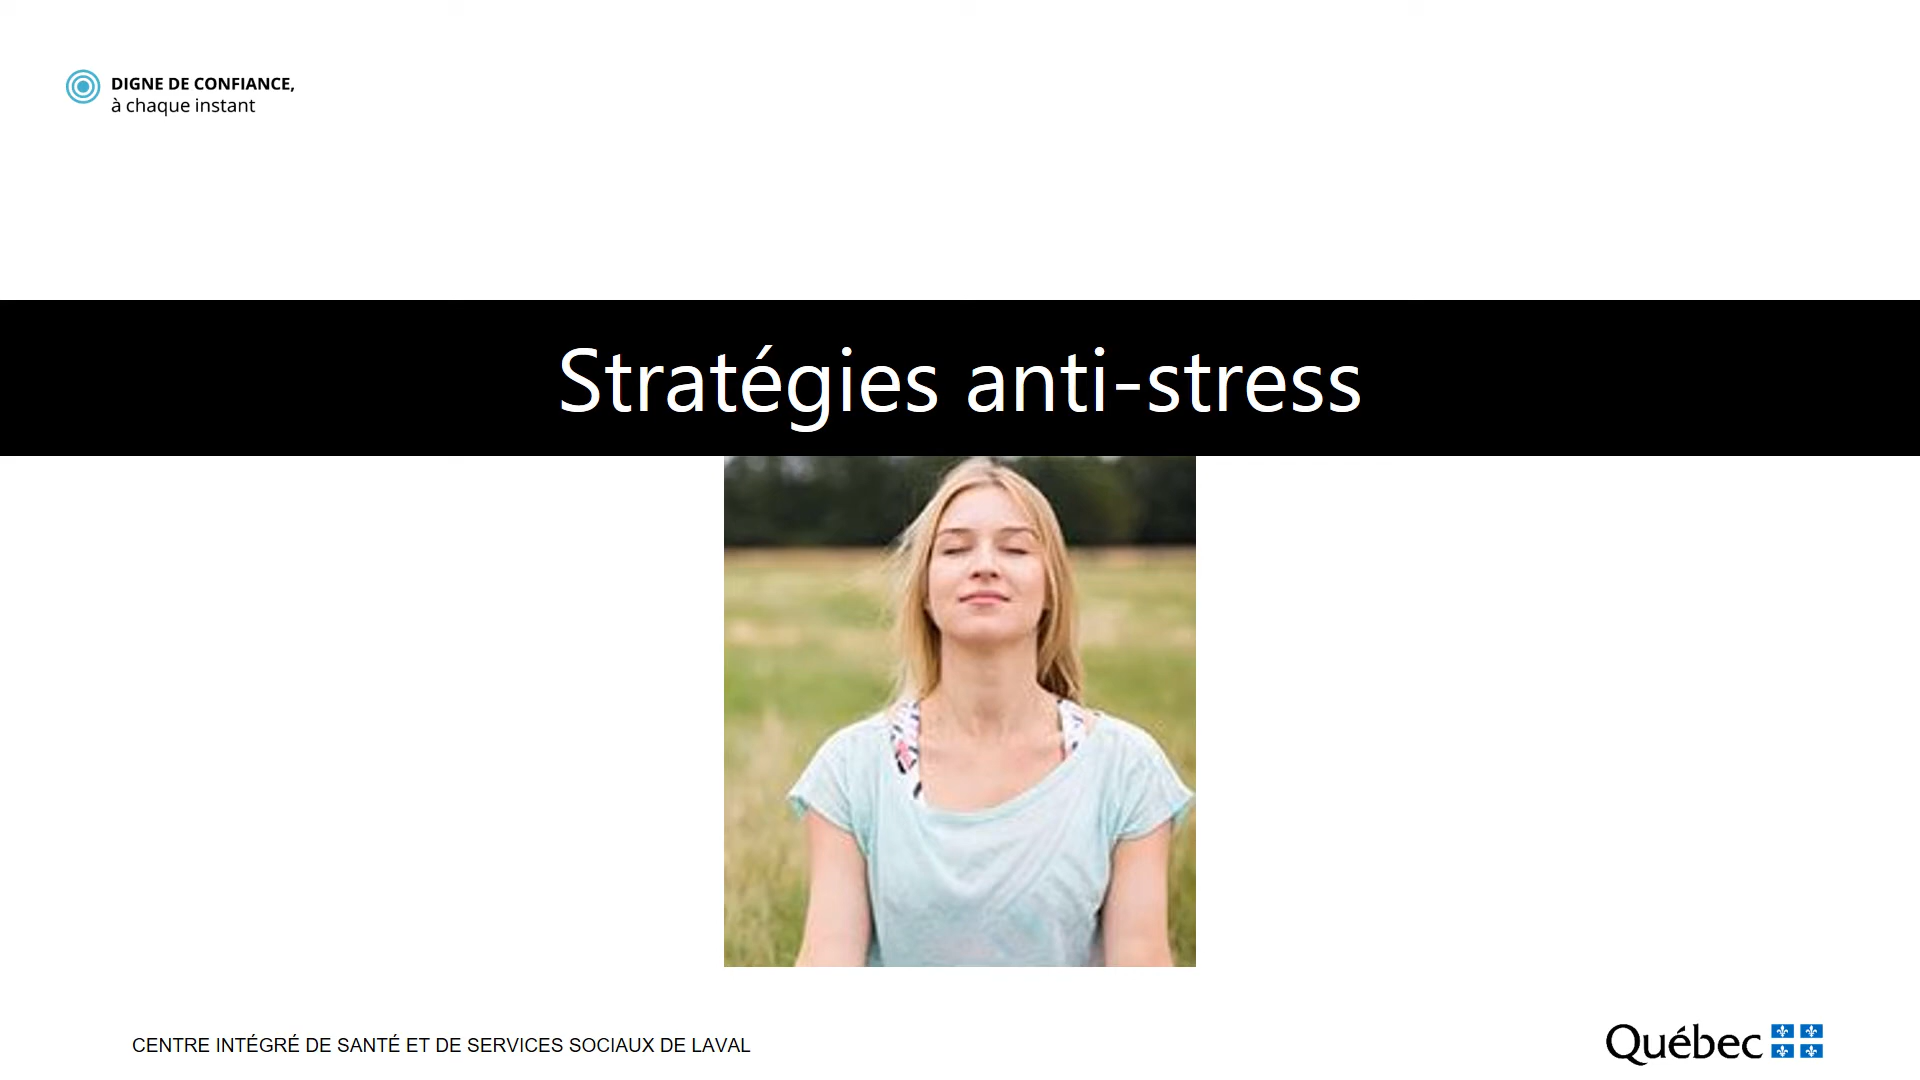 DIGNE DE CONFIANCE,
à chaque instant
Stratégies anti-stress
CENTRE INTÉGRÉ DE SANTÉ ET DE SERVICES SOCIAUX DE LAVAL
Québec